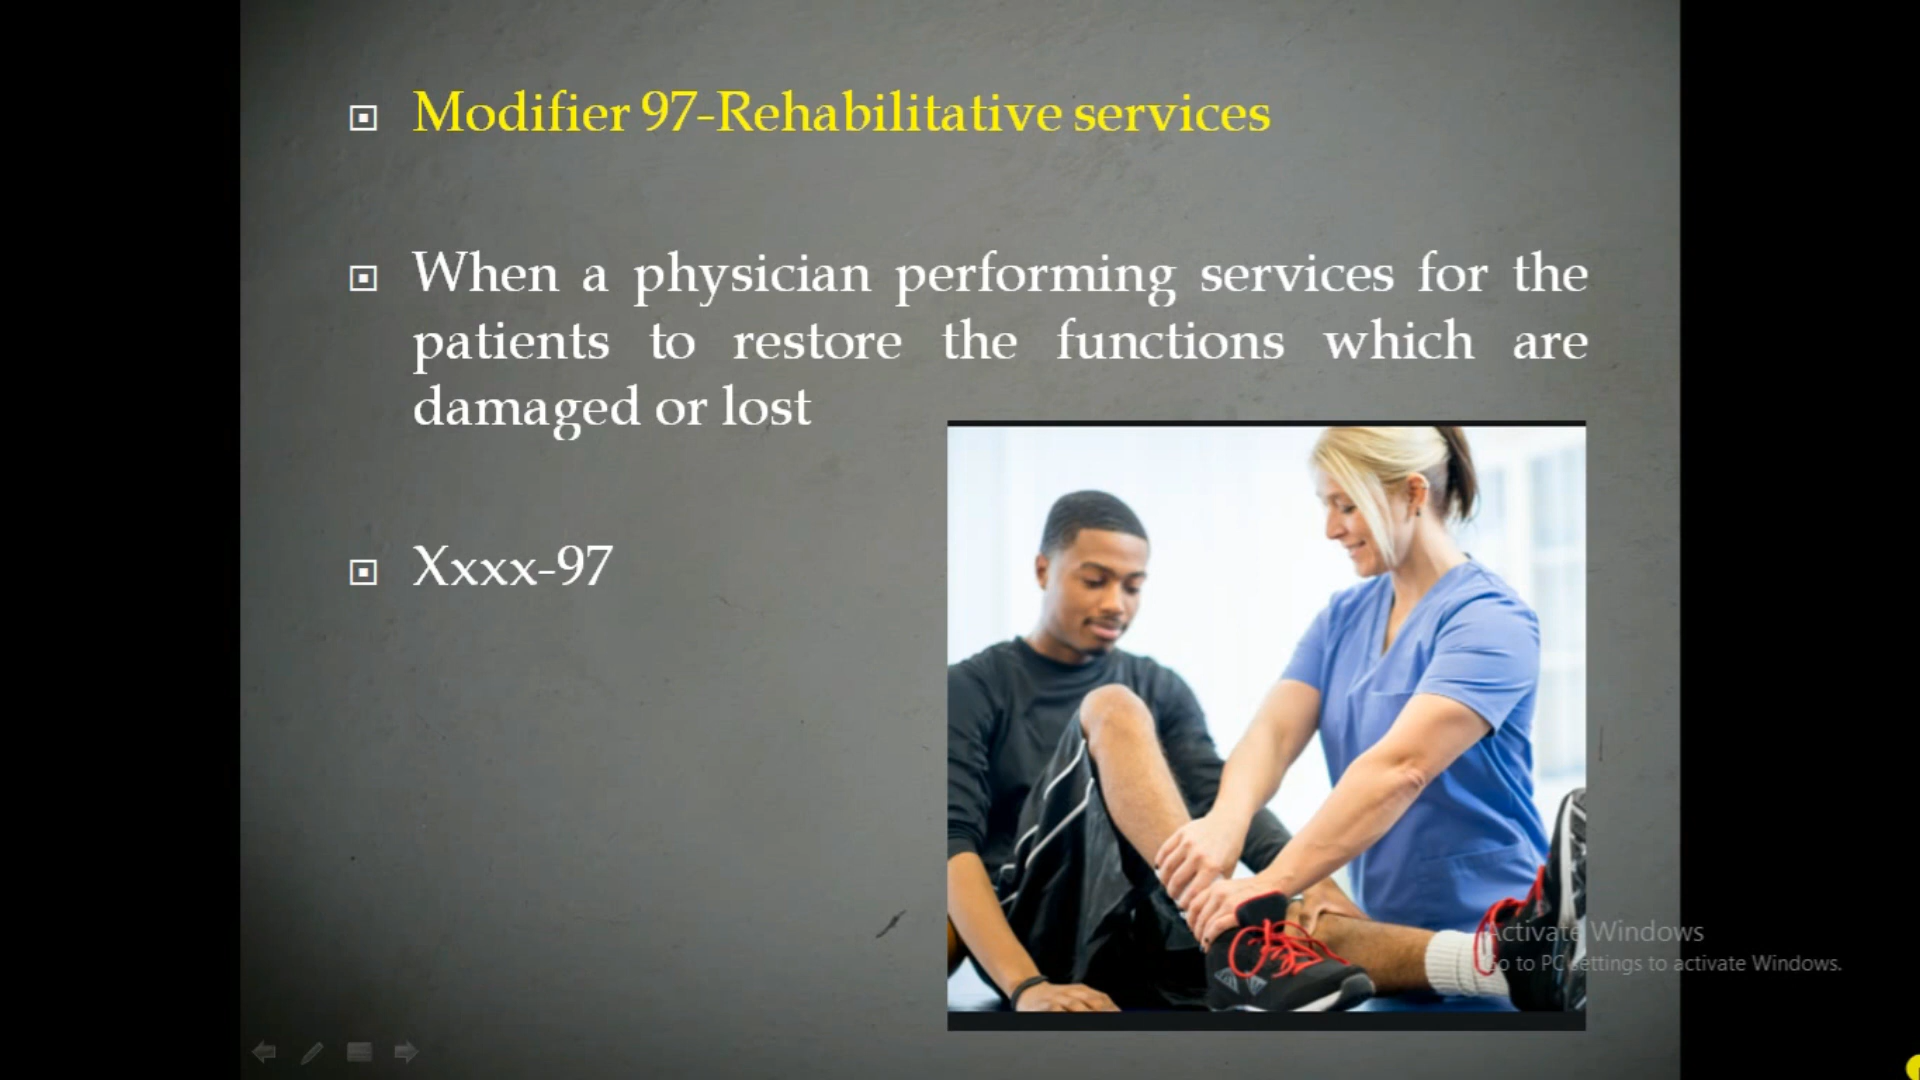 Modifier 97-Rehabilitative services
When a physician performing services for the
patients to restore the functions which are
damaged or lost
Xxxx-97
Activate Windows
Go to PC settings to activate Windows.